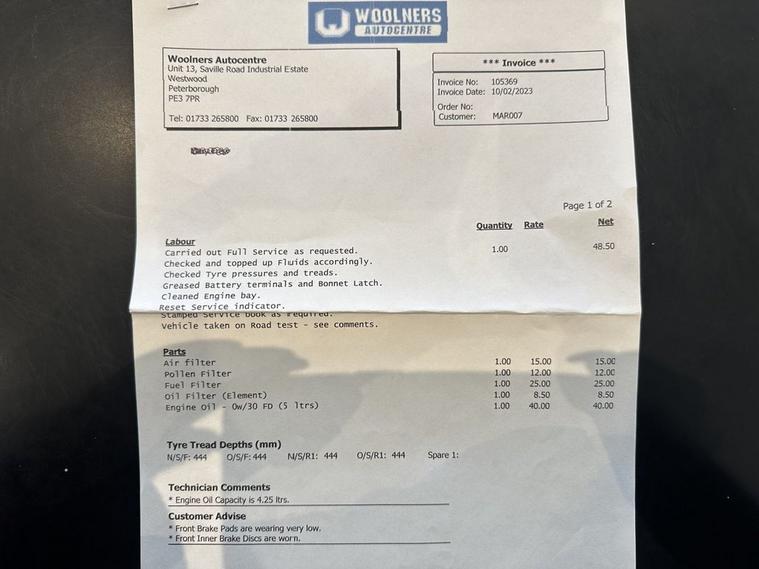 WOOLNERS
AUTOCENTRE
Woolners Autocentre
Unit 13, Saville Road Industrial Estate
Westwood
Peterborough
PE3 7PR
Tel: 01733 265800 Fax: 01733 265800
*** Invoice ***
Invoice No: 105369
Invoice Date: 10/02/2023
Order No:
Customer: MAR007
Page 1 of 2
Quantity Rate Net
Labour
Carried out Full Service as requested. 1.00 48.50
Checked and topped up Fluids accordingly.
Checked Tyre pressures and treads.
Greased Battery terminals and Bonnet Latch.
Cleaned Engine bay.
Reset Service indicator.
Stamped Service book as required.
Vehicle taken on Road test - see comments.
Parts
Air filter 1.00 15.00 15.00
Pollen Filter 1.00 12.00 12.00
Fuel Filter 1.00 25.00 25.00
Oil Filter (Element) 1.00 8.50 8.50
Engine Oil - 0w/30 FD (5 ltrs) 1.00 40.00 40.00
Tyre Tread Depths (mm)
N/S/F: 444 O/S/F: 444 N/S/R1: 444 O/S/R1: 444 Spare 1:
Technician Comments
* Engine Oil Capacity is 4.25 ltrs.
Customer Advise
* Front Brake Pads are wearing very low.
* Front Inner Brake Discs are worn.